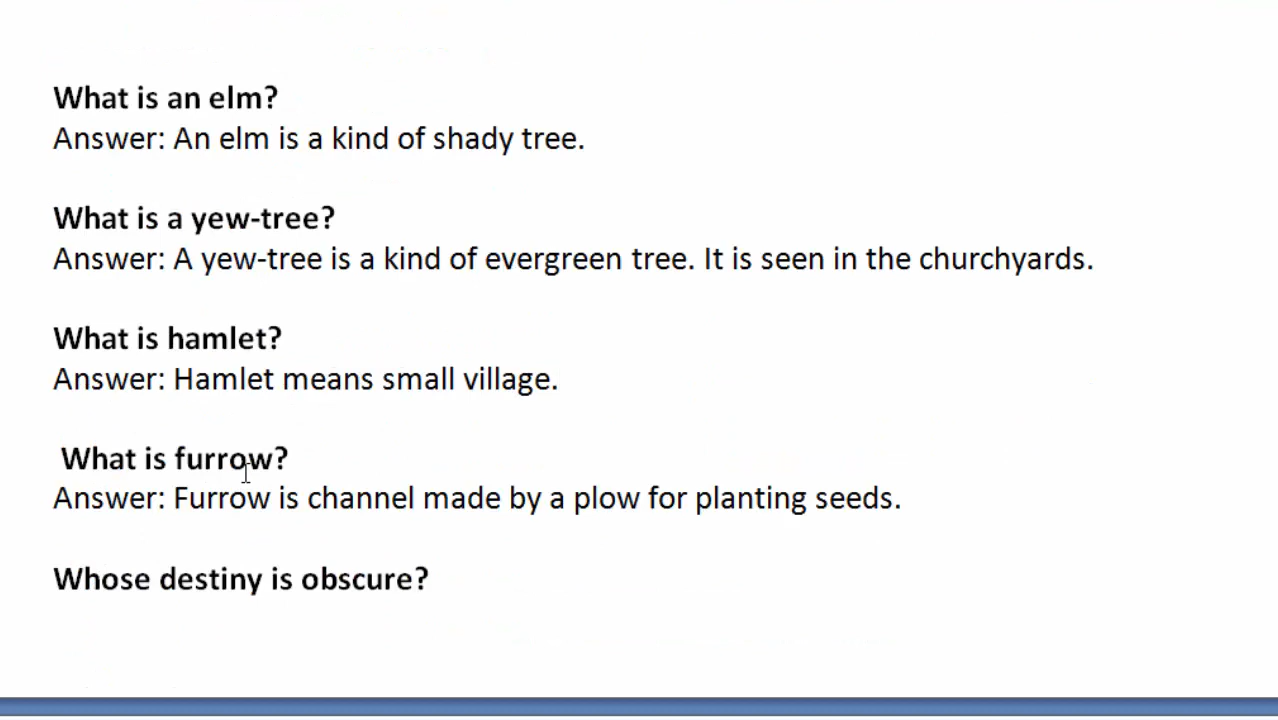 What is an elm?
Answer: An elm is a kind of shady tree.
What is a yew-tree?
Answer: A yew-tree is a kind of evergreen tree. It is seen in the churchyards.
What is hamlet?
Answer: Hamlet means small village.
What is furrow?
Answer: Furrow is channel made by a plow for planting seeds.
Whose destiny is obscure?